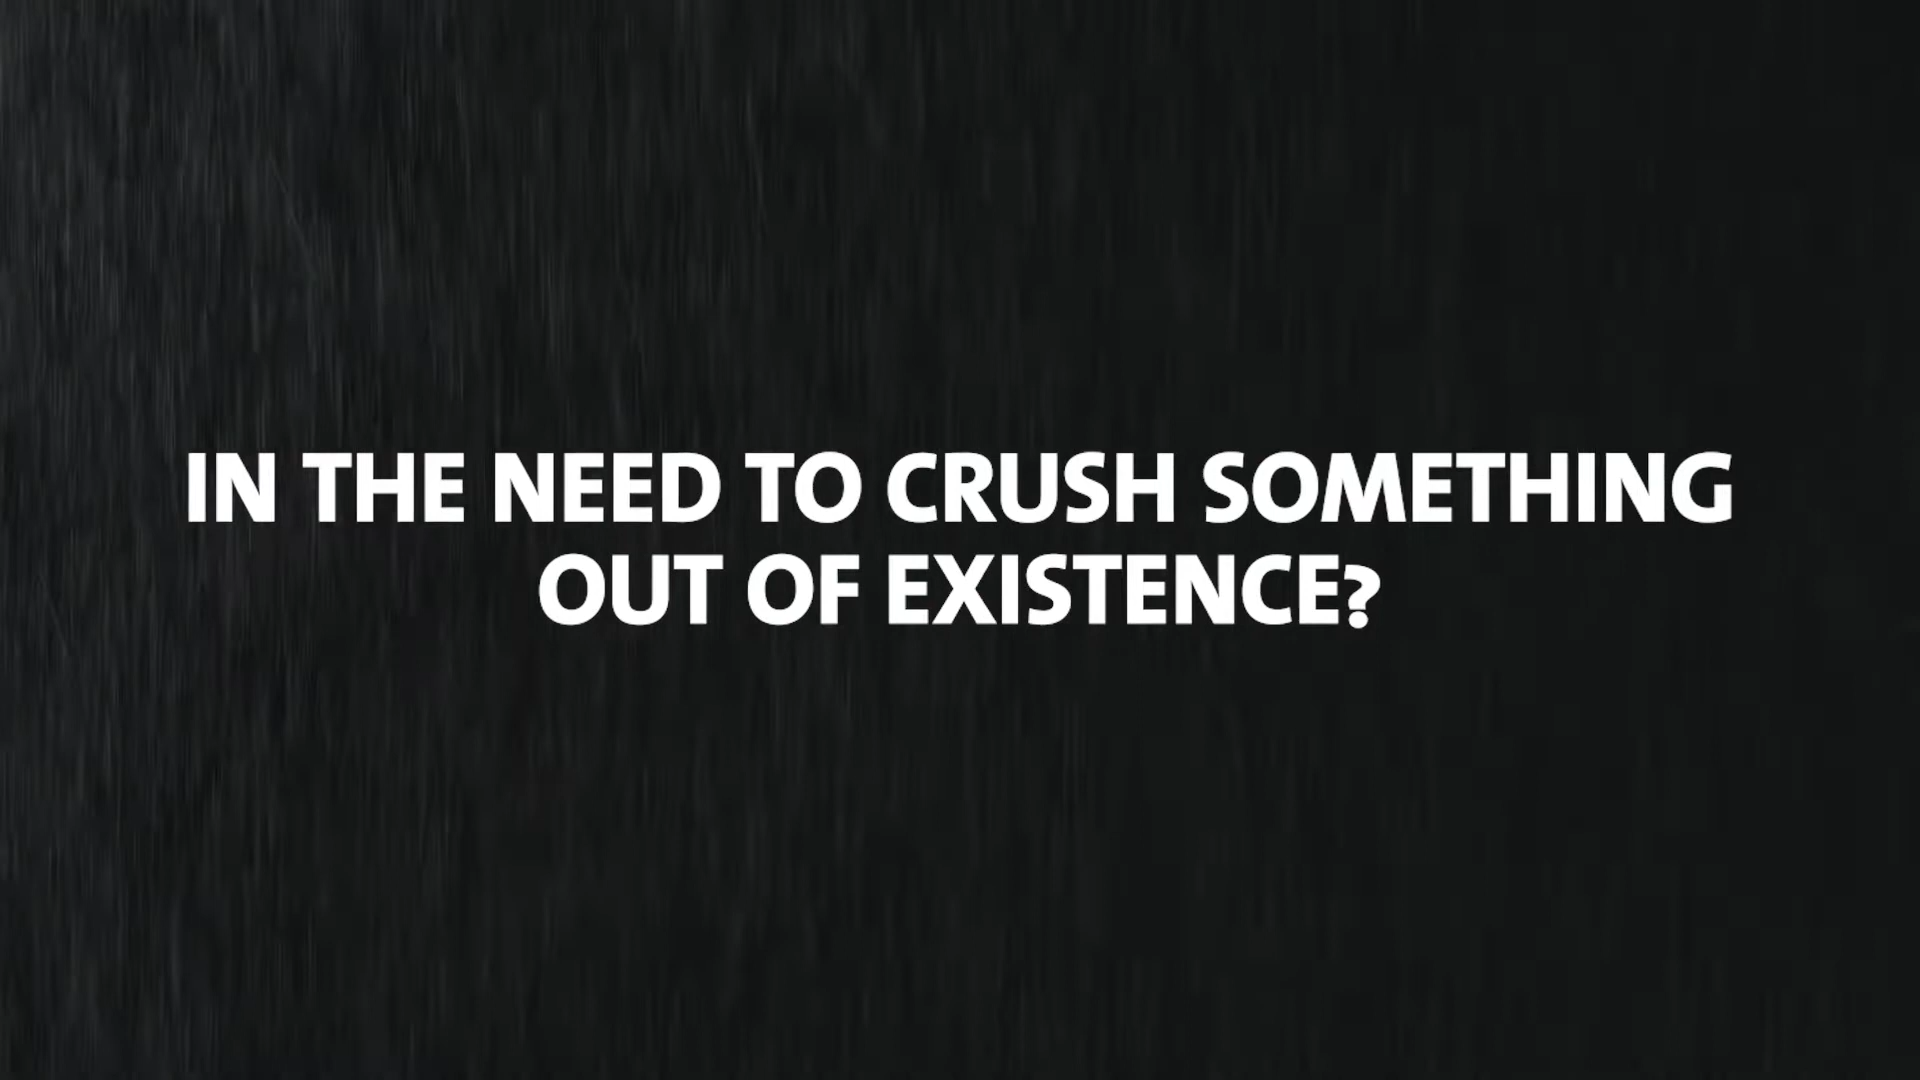 IN THE NEED TO CRUSH SOMETHING
OUT OF EXISTENCE?